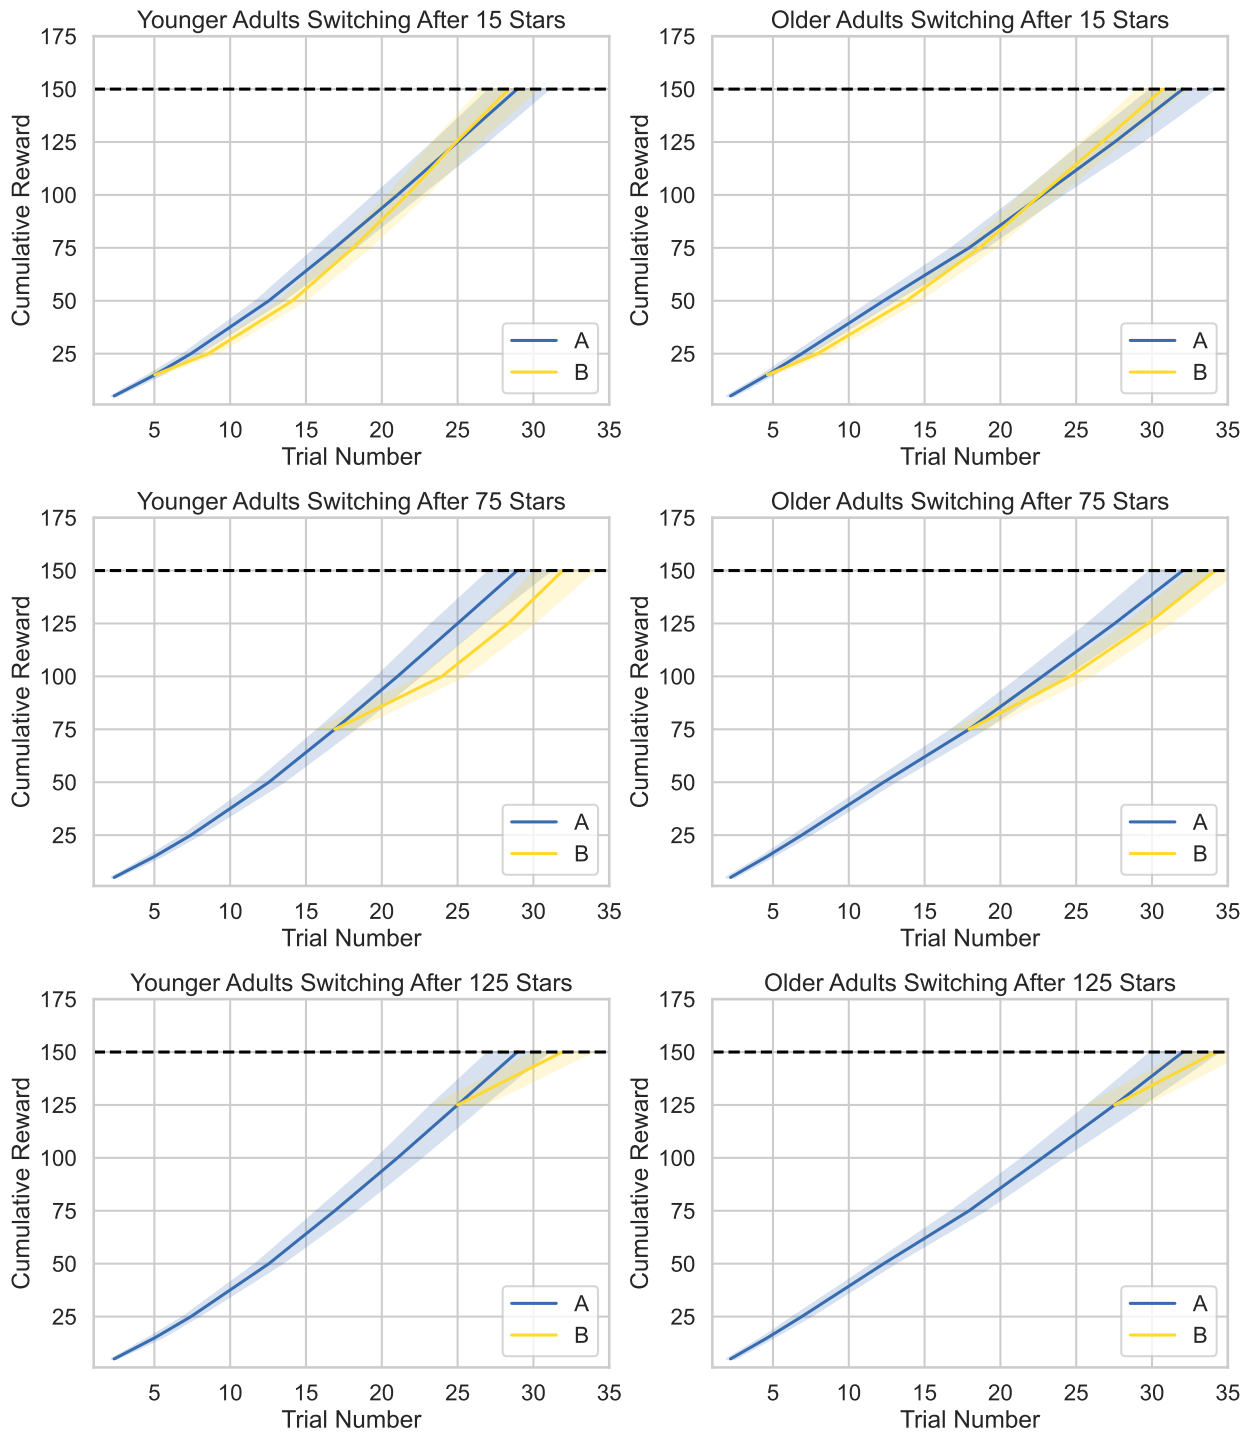 Younger Adults Switching After 15 Stars
175
150
125
100
75
50
25
Cumulative Reward
A
B
5 10 15 20 25 30 35
Trial Number
Older Adults Switching After 15 Stars
175
150
125
100
75
50
25
Cumulative Reward
A
B
5 10 15 20 25 30 35
Trial Number
Younger Adults Switching After 75 Stars
175
150
125
100
75
50
25
Cumulative Reward
A
B
5 10 15 20 25 30 35
Trial Number
Older Adults Switching After 75 Stars
175
150
125
100
75
50
25
Cumulative Reward
A
B
5 10 15 20 25 30 35
Trial Number
Younger Adults Switching After 125 Stars
175
150
125
100
75
50
25
Cumulative Reward
A
B
5 10 15 20 25 30 35
Trial Number
Older Adults Switching After 125 Stars
175
150
125
100
75
50
25
Cumulative Reward
A
B
5 10 15 20 25 30 35
Trial Number